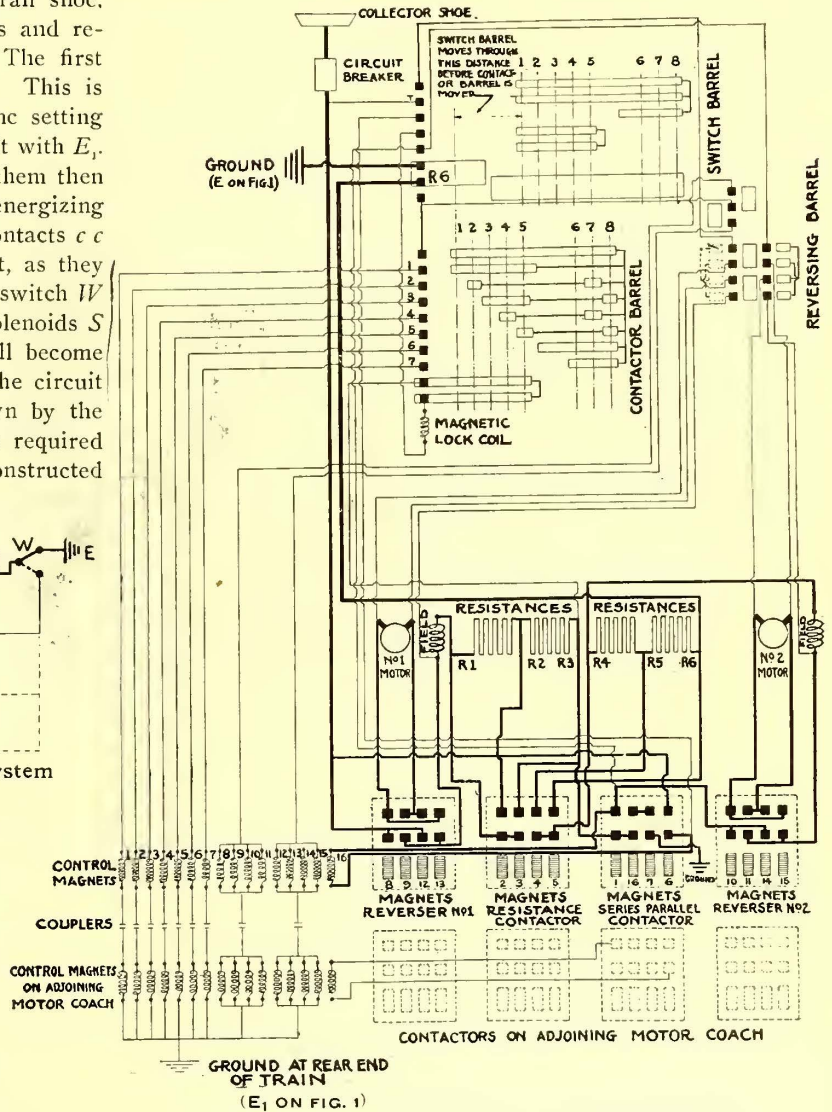 rail shoe,
s and re-
The first
This is
nc setting
t with E₁.
hem then
energizing
ontacts c c
t, as they
switch W
olenoids S
ll become
he circuit
n by the
required
onstructed
W
E
ystem
COLLECTOR SHOE.
CIRCUIT
BREAKER
SWITCH BARREL
MOVES THROUGH
THIS DISTANCE
BEFORE CONTACT-
OR BARREL IS
MOVED
1 2 3 4 5 6 7 8
SWITCH BARREL
GROUND
(E ON FIG.1)
R6
REVERSING BARREL
1 2 3 4 5 6 7 8
1
2
3
4
5
6
7
CONTACTOR BARREL
MAGNETIC
LOCK COIL
RESISTANCES
RESISTANCES
FIELD
FIELD
Nº1
MOTOR
R1 R2 R3 R4 R5 R6
Nº2
MOTOR
1 2 3 4 5 6 7 8 9 10 11 12 13 14 15 16
CONTROL
MAGNETS
GROUND
8 9 12 13
2 3 4 5
1 16 7 6
10 11 14 15
MAGNETS
REVERSER Nº1
MAGNETS
RESISTANCE
CONTACTOR
MAGNETS
SERIES PARALLEL
CONTACTOR
MAGNETS
REVERSER Nº2
COUPLERS
CONTROL MAGNETS
ON ADJOINING
MOTOR COACH
CONTACTORS ON ADJOINING MOTOR COACH
GROUND AT REAR END
OF TRAIN
(E₁ ON FIG. 1)